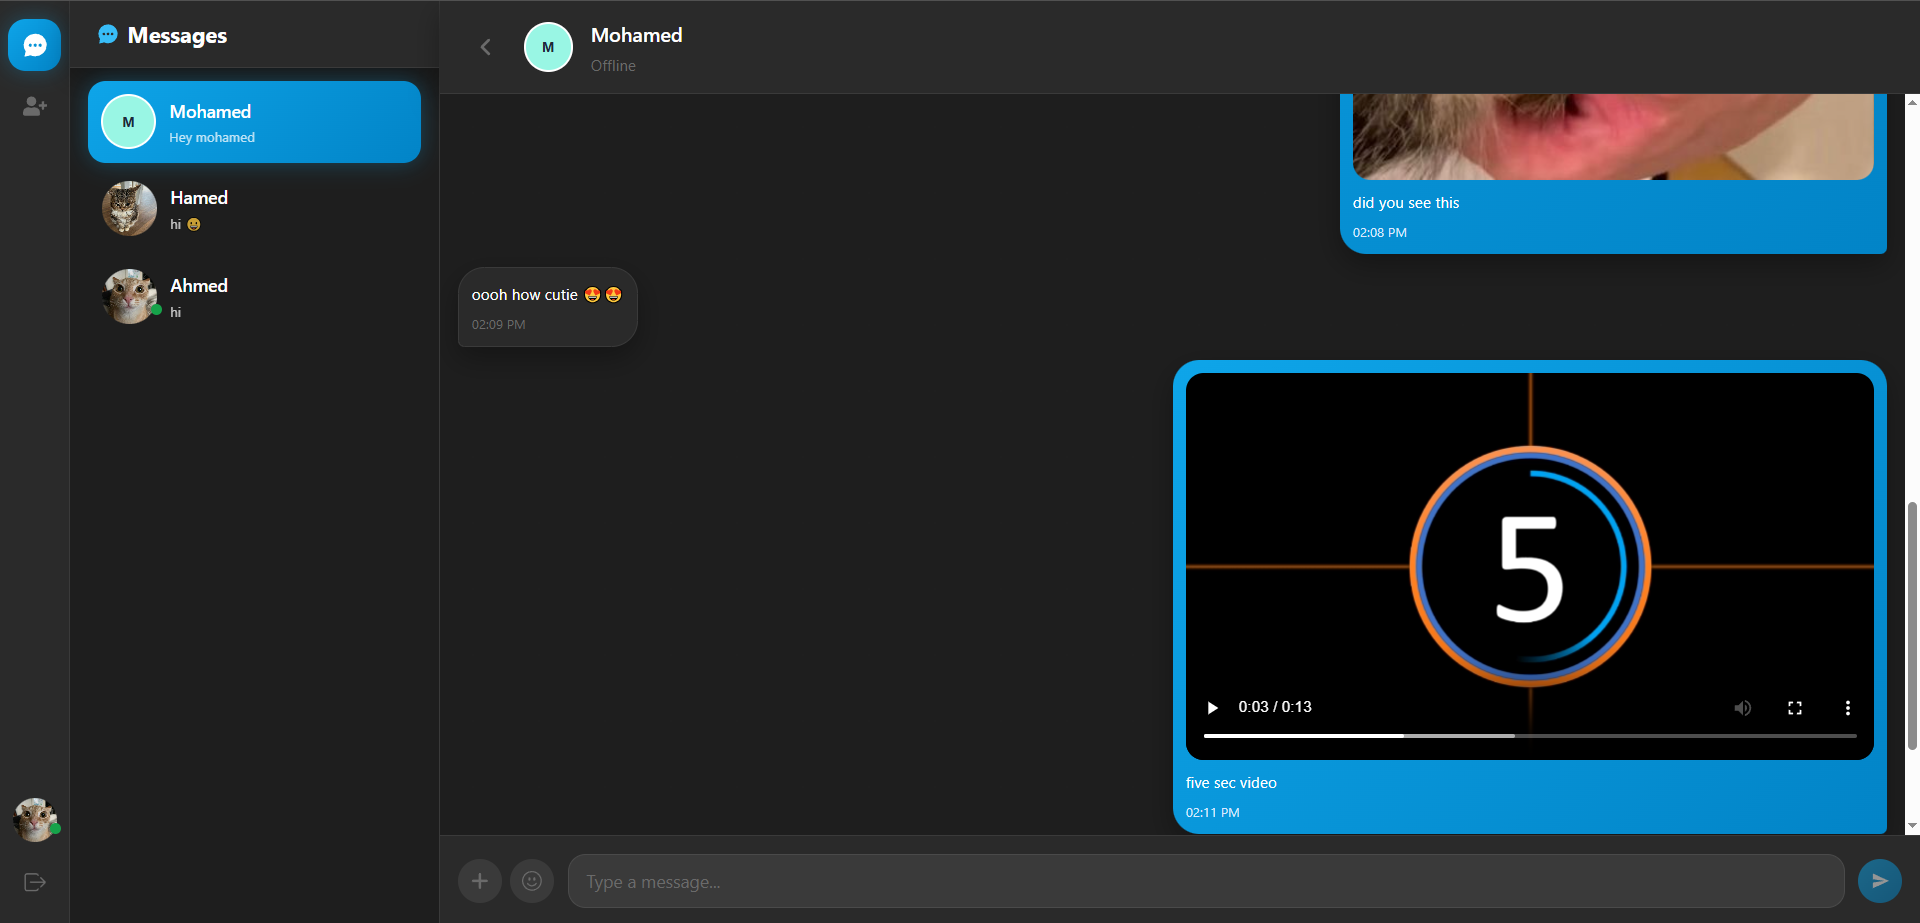 Messages
M
Mohamed
Hey mohamed
Hamed
hi 😀
Ahmed
hi
M
Mohamed
Offline
did you see this
02:08 PM
oooh how cutie 😍😍
02:09 PM
5
0:03 / 0:13
five sec video
02:11 PM
Type a message...